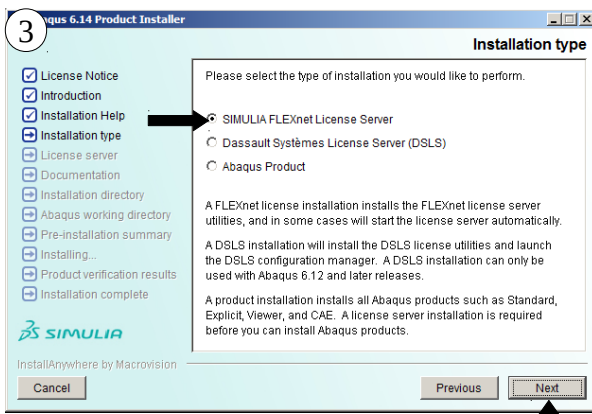 3
qus 6.14 Product Installer
Installation type
License Notice
Introduction
Installation Help
Installation type
License server
Documentation
Installation directory
Abaqus working directory
Pre-installation summary
Installing...
Product verification results
Installation complete
Please select the type of installation you would like to perform.
SIMULIA FLEXnet License Server
Dassault Systèmes License Server (DSLS)
Abaqus Product
A FLEXnet license installation installs the FLEXnet license server
utilities, and in some cases will start the license server automatically.
A DSLS installation will install the DSLS license utilities and launch
the DSLS configuration manager. A DSLS installation can only be
used with Abaqus 6.12 and later releases.
A product installation installs all Abaqus products such as Standard,
Explicit, Viewer, and CAE. A license server installation is required
before you can install Abaqus products.
3DS SIMULIA
InstallAnywhere by Macrovision
Cancel
Previous
Next